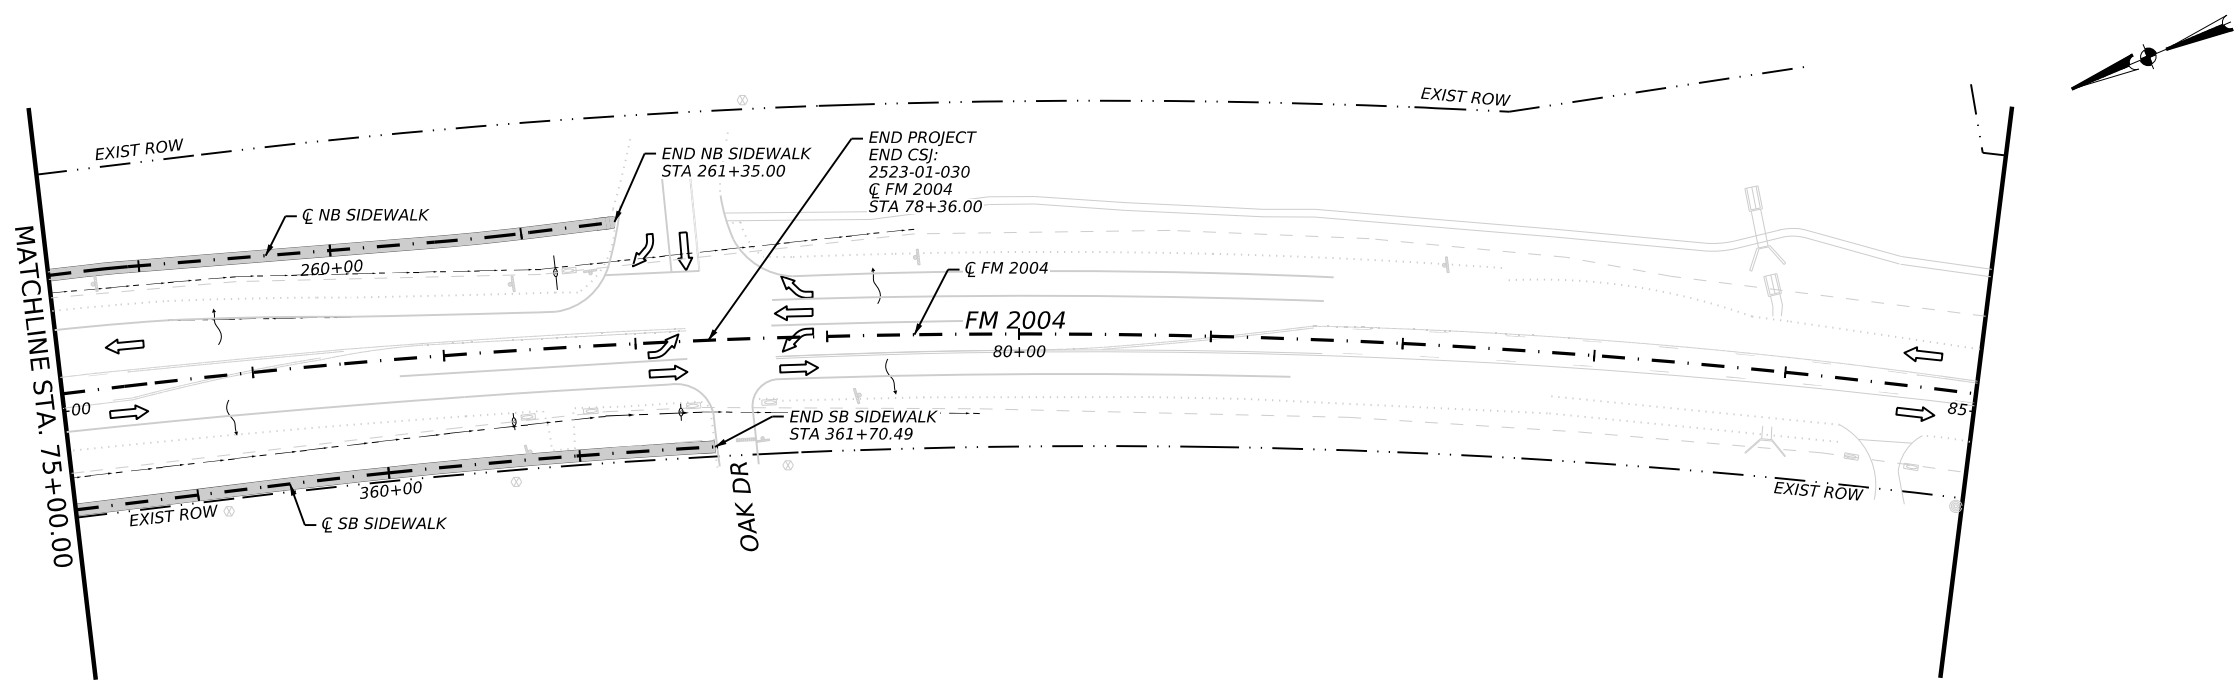 EXIST ROW
EXIST ROW
END PROJECT
END CSJ:
2523-01-030
℄ FM 2004
STA 78+36.00
END NB SIDEWALK
STA 261+35.00
℄ NB SIDEWALK
260+00
℄ FM 2004
FM 2004
80+00
MATCHLINE STA. 75+00.00
-00
85-
END SB SIDEWALK
STA 361+70.49
OAK DR
360+00
EXIST ROW
℄ SB SIDEWALK
EXIST ROW